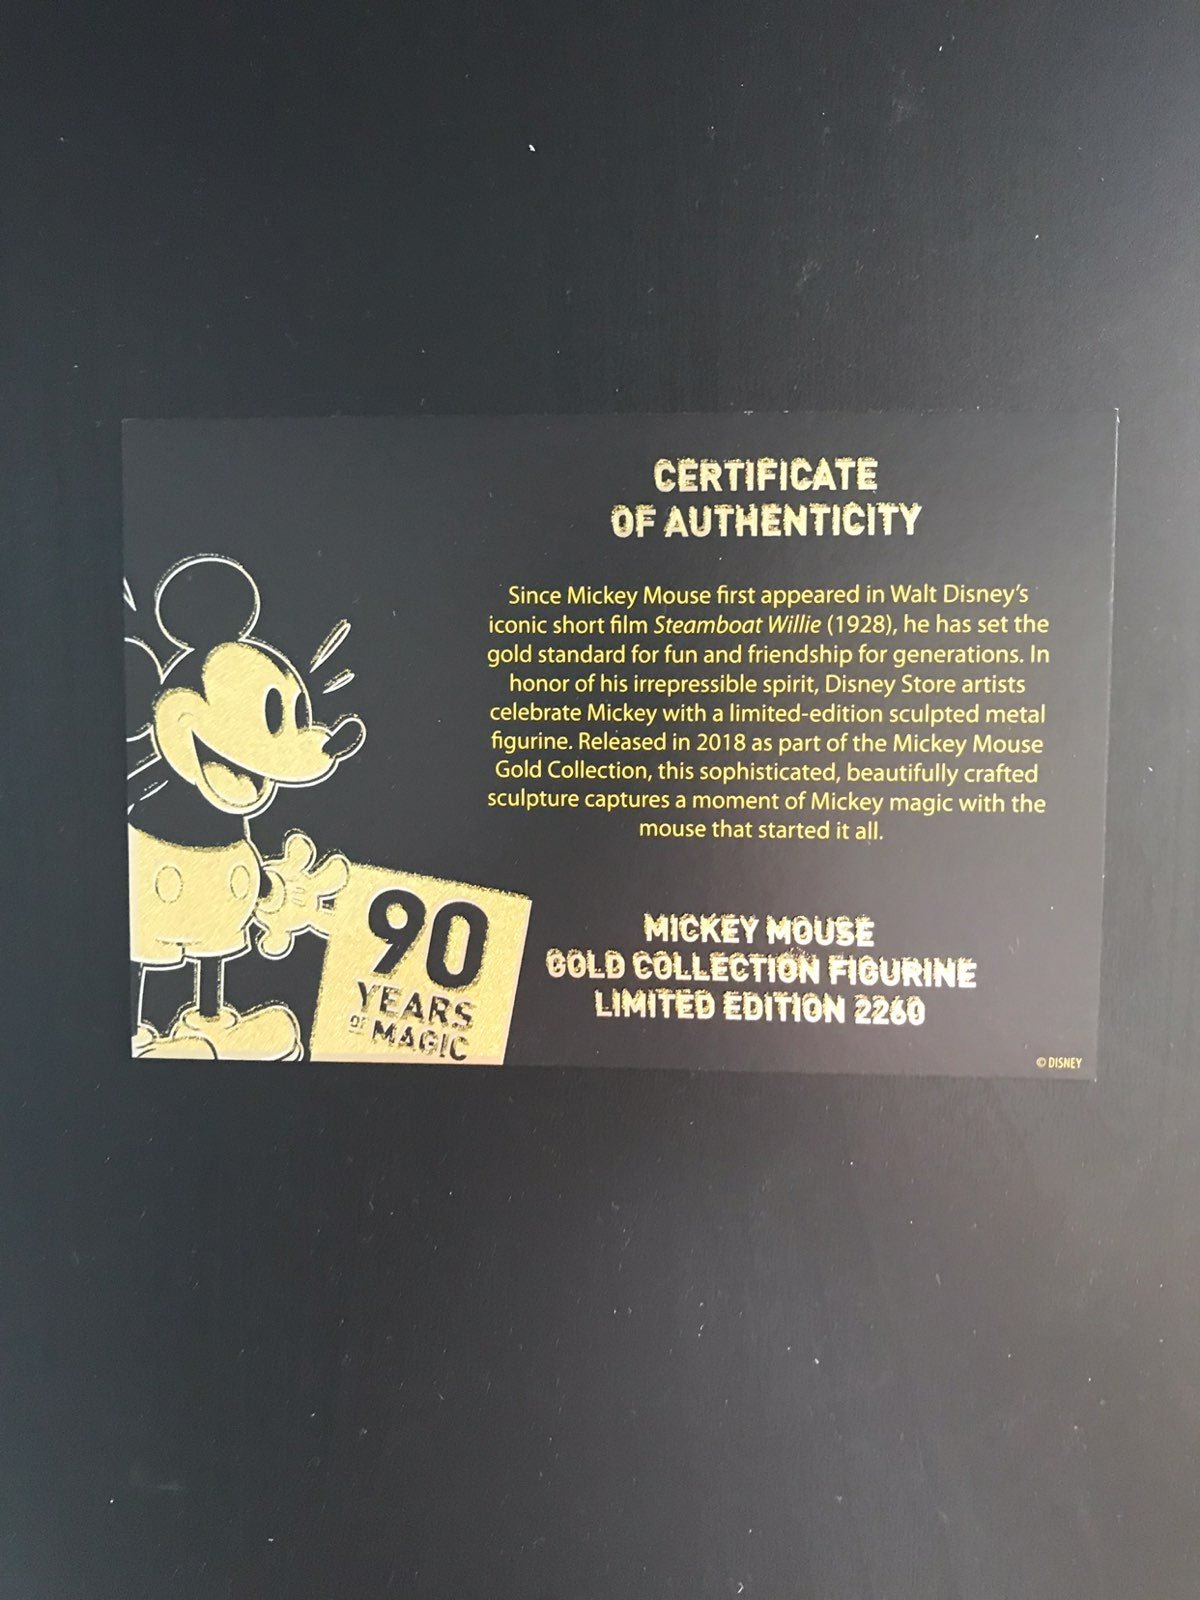 CERTIFICATE
OF AUTHENTICITY
Since Mickey Mouse first appeared in Walt Disney's
iconic short film Steamboat Willie (1928), he has set the
gold standard for fun and friendship for generations. In
honor of his irrepressible spirit, Disney Store artists
celebrate Mickey with a limited-edition sculpted metal
figurine. Released in 2018 as part of the Mickey Mouse
Gold Collection, this sophisticated, beautifully crafted
sculpture captures a moment of Mickey magic with the
mouse that started it all.
90
YEARS
OF MAGIC
MICKEY MOUSE
GOLD COLLECTION FIGURINE
LIMITED EDITION 2260
© DISNEY